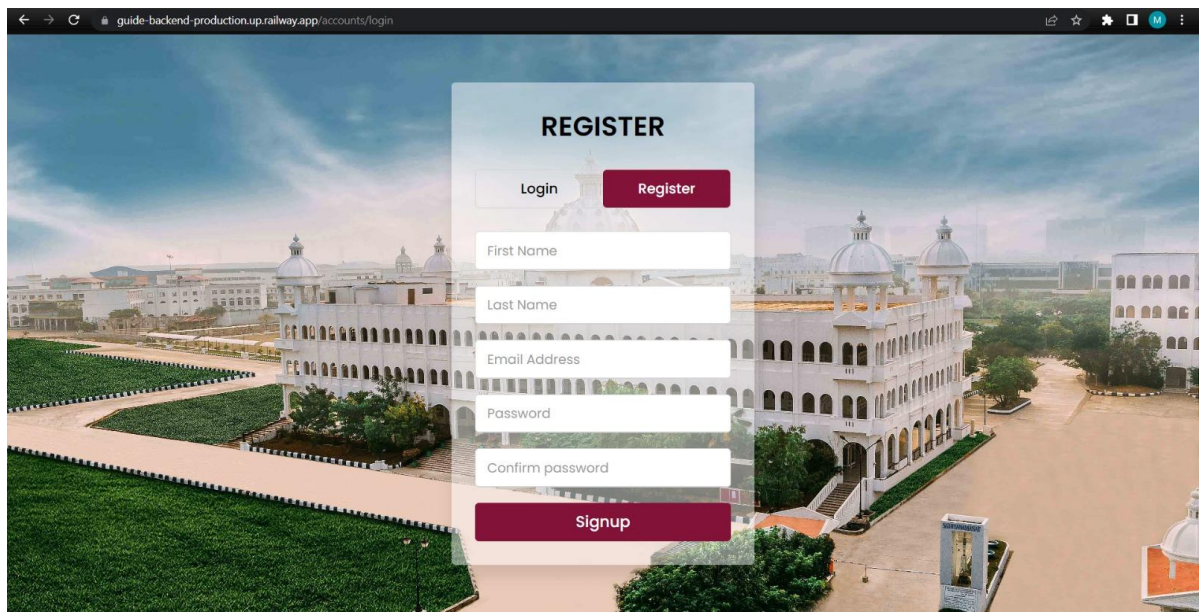 guide-backend-production.up.railway.app/accounts/login
M
REGISTER
Login Register
First Name
Last Name
Email Address
Password
Confirm password
Signup